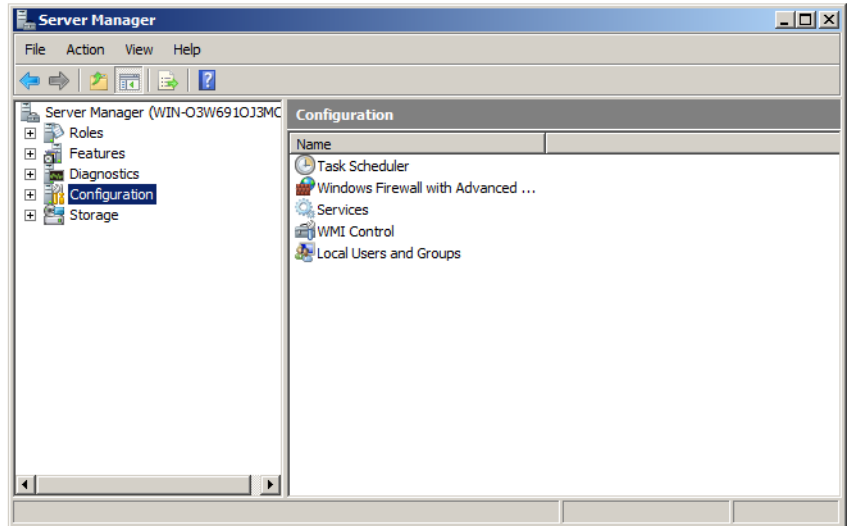 Server Manager
File Action View Help
Server Manager (WIN-O3W691OJ3MC
Roles
Features
Diagnostics
Configuration
Storage
Configuration
Name
Task Scheduler
Windows Firewall with Advanced ...
Services
WMI Control
Local Users and Groups